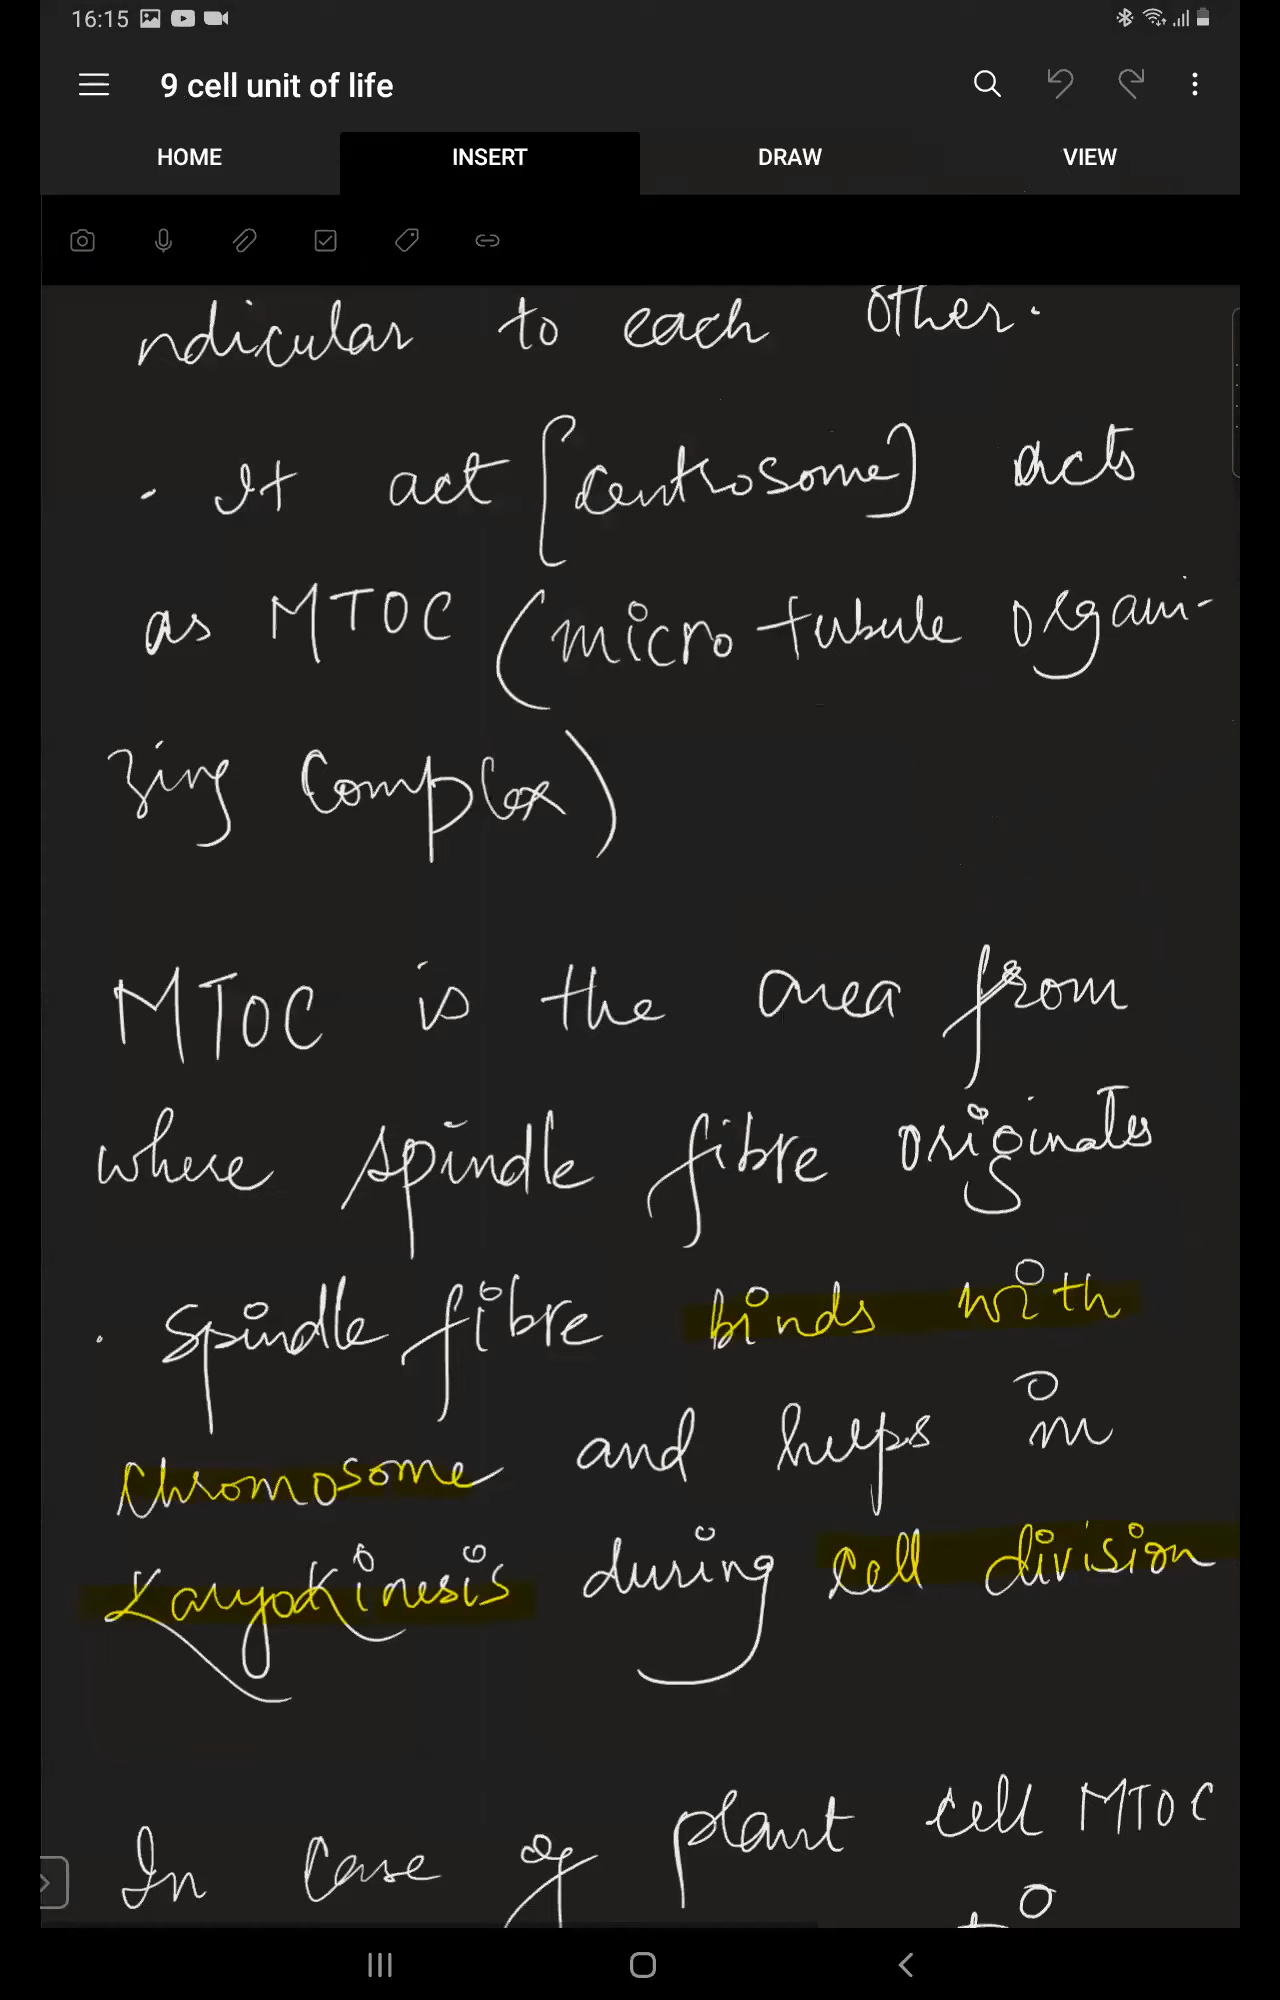 16:15
9 cell unit of life
HOME INSERT DRAW VIEW
ndicular to each other.
. It act [centrosome] acts
as MTOC (micro tubule organi-
zing complex)
MTOC is the area from
where spindle fibre originates
. spindle fibre binds with
chromosome and helps in
karyokinesis during cell division
In case of plant cell MTOC